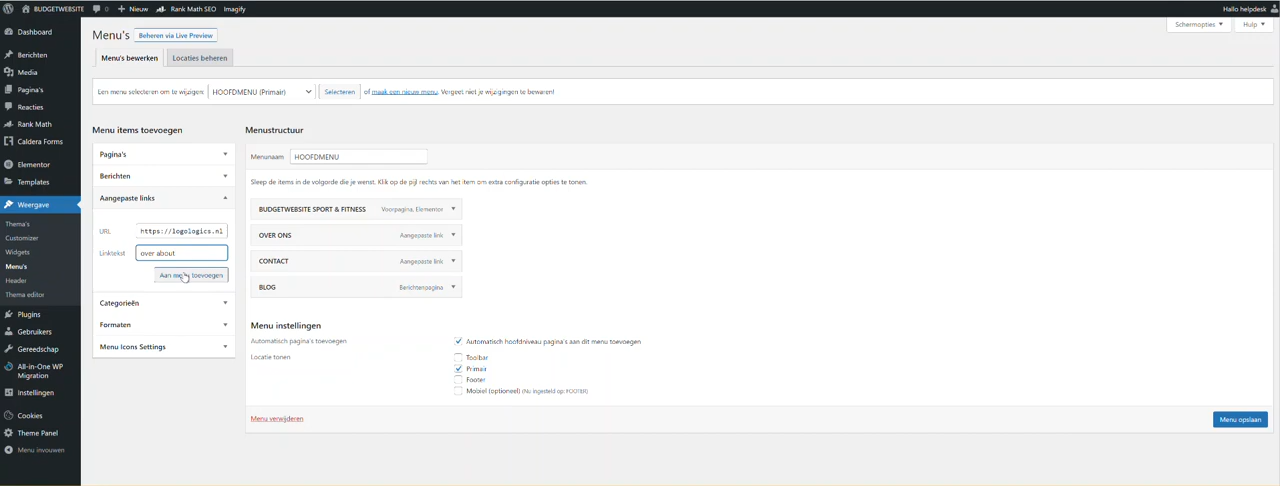 BUDGETWEBSITE 0 + Nieuw Rank Math SEO Imagify Hallo helpdesk
Dashboard
Berichten
Media
Pagina's
Reacties
Rank Math
Caldera Forms
Elementor
Templates
Weergave
Thema's
Customizer
Widgets
Menu's
Header
Thema editor
Plugins
Gebruikers
Gereedschap
All-in-One WP
Migration
Instellingen
Cookies
Theme Panel
Menu invouwen
Schermopties ▼ Hulp ▼
Menu's Beheren via Live Preview
Menu's bewerken Locaties beheren
Een menu selecteren om te wijzigen: HOOFDMENU (Primair) Selecteren of maak een nieuw menu. Vergeet niet je wijzigingen te bewaren!
Menu items toevoegen
Pagina's
Berichten
Aangepaste links
URL https://logologics.nl
Linktekst over about
Aan menu toevoegen
Categorieën
Formaten
Menu Icons Settings
Menustructuur
Menunaam HOOFDMENU
Sleep de items in de volgorde die je wenst. Klik op de pijl rechts van het item om extra configuratie opties te tonen.
BUDGETWEBSITE SPORT & FITNESS Voorpagina, Elementor
OVER ONS Aangepaste link
CONTACT Aangepaste link
BLOG Berichtenpagina
Menu instellingen
Automatisch pagina's toevoegen Automatisch hoofdniveau pagina's aan dit menu toevoegen
Locatie tonen Toolbar
Primair
Footer
Mobiel (optioneel) (Nu ingesteld op:
Menu verwijderen Menu opslaan